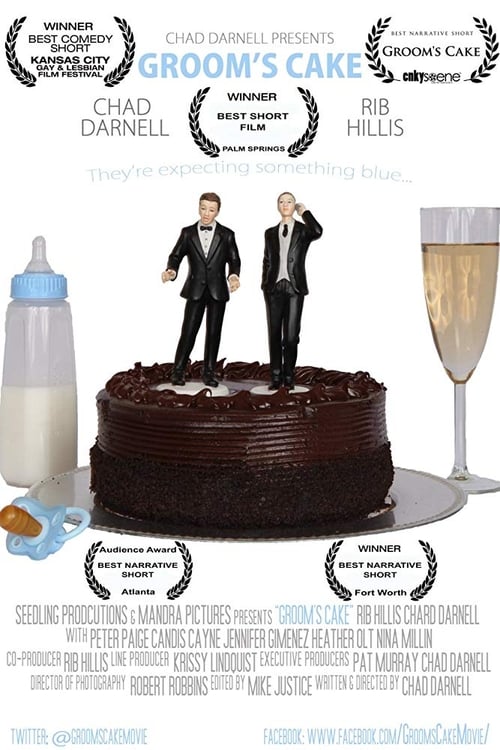 WINNER
BEST COMEDY
SHORT
KANSAS CITY
GAY & LESBIAN
FILM FESTIVAL
CHAD DARNELL PRESENTS
GROOM'S CAKE
BEST NARRATIVE SHORT
GROOM'S CAKE
cnkyscene
CHAD
DARNELL
WINNER
BEST SHORT
FILM
PALM SPRINGS
RIB
HILLIS
They're expecting something blue...
Audience Award
BEST NARRATIVE
SHORT
Atlanta
WINNER
BEST NARRATIVE
SHORT
Fort Worth
SEEDLING PRODCUTIONS & MANDRA PICTURES PRESENTS "GROOM'S CAKE" RIB HILLIS CHARD DARNELL
WITH PETER PAIGE CANDIS CAYNE JENNIFER GIMENEZ HEATHER OLT NINA MILLIN
CO-PRODUCER RIB HILLIS LINE PRODUCER KRISSY LINDQUIST EXECUTIVE PRODUCERS PAT MURRAY CHAD DARNELL
DIRECTOR OF PHOTOGRAPHY ROBERT ROBBINS EDITED BY MIKE JUSTICE WRITTEN & DIRECTED BY CHAD DARNELL
TWITTER: @GROOMSCAKEMOVIE
FACEBOOK: WWW.FACEBOOK.COM/GROOMSCAKEMOVIE/